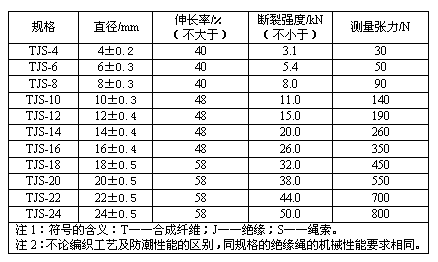 规格 直径/mm 伸长率/% （不大于） 断裂强度/kN （不小于） 测量张力/N
TJS-4 4±0.2 40 3.1 30
TJS-6 6±0.3 40 5.4 50
TJS-8 8±0.3 40 8.0 90
TJS-10 10±0.3 48 11.0 140
TJS-12 12±0.4 48 15.0 190
TJS-14 14±0.4 48 20.0 260
TJS-16 16±0.4 48 26.0 350
TJS-18 18±0.5 58 32.0 450
TJS-20 20±0.5 58 38.0 550
TJS-22 22±0.5 58 44.0 700
TJS-24 24±0.5 58 50.0 800
注1：符号的含义：T——合成纤维；J——绝缘；S——绳索。
注2：不论编织工艺及防潮性能的区别，同规格的绝缘绳的机械性能要求相同。